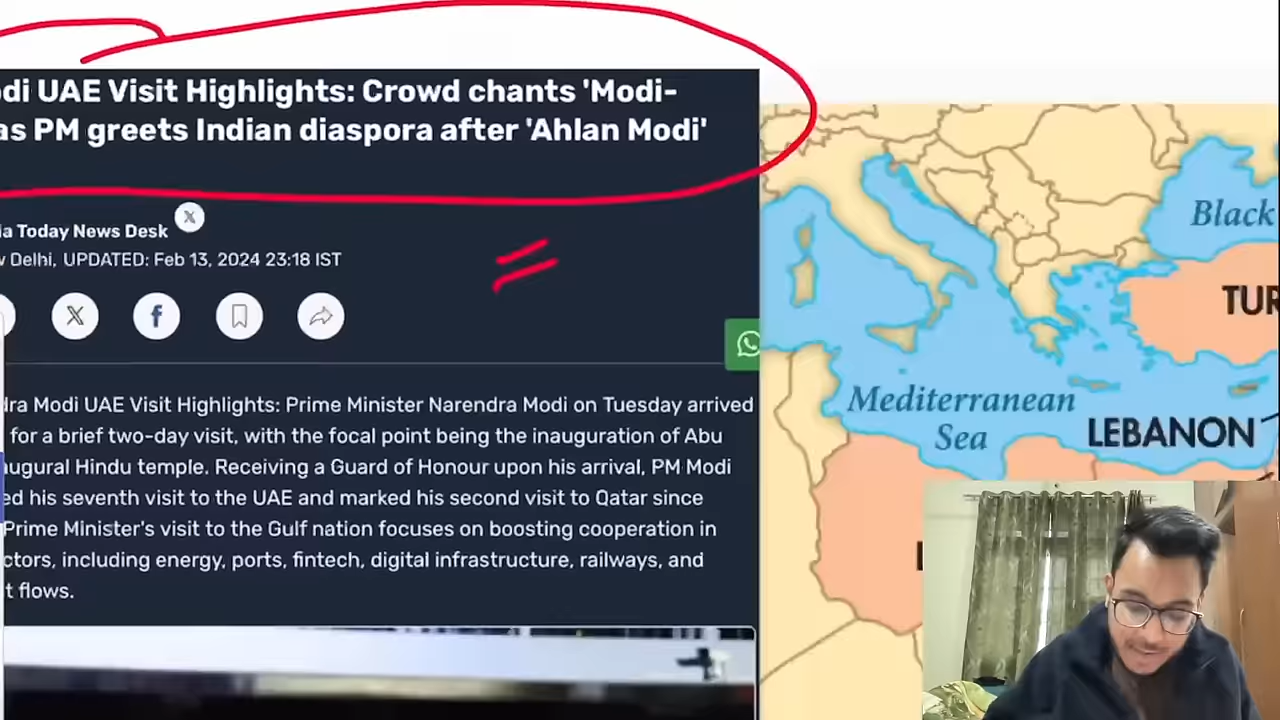 di UAE Visit Highlights: Crowd chants 'Modi-
as PM greets Indian diaspora after 'Ahlan Modi'
ia Today News Desk
w Delhi, UPDATED: Feb 13, 2024 23:18 IST
dra Modi UAE Visit Highlights: Prime Minister Narendra Modi on Tuesday arrived
for a brief two-day visit, with the focal point being the inauguration of Abu
augural Hindu temple. Receiving a Guard of Honour upon his arrival, PM Modi
ed his seventh visit to the UAE and marked his second visit to Qatar since
Prime Minister's visit to the Gulf nation focuses on boosting cooperation in
ctors, including energy, ports, fintech, digital infrastructure, railways, and
t flows.
Black
TUR
Mediterranean
Sea
LEBANON